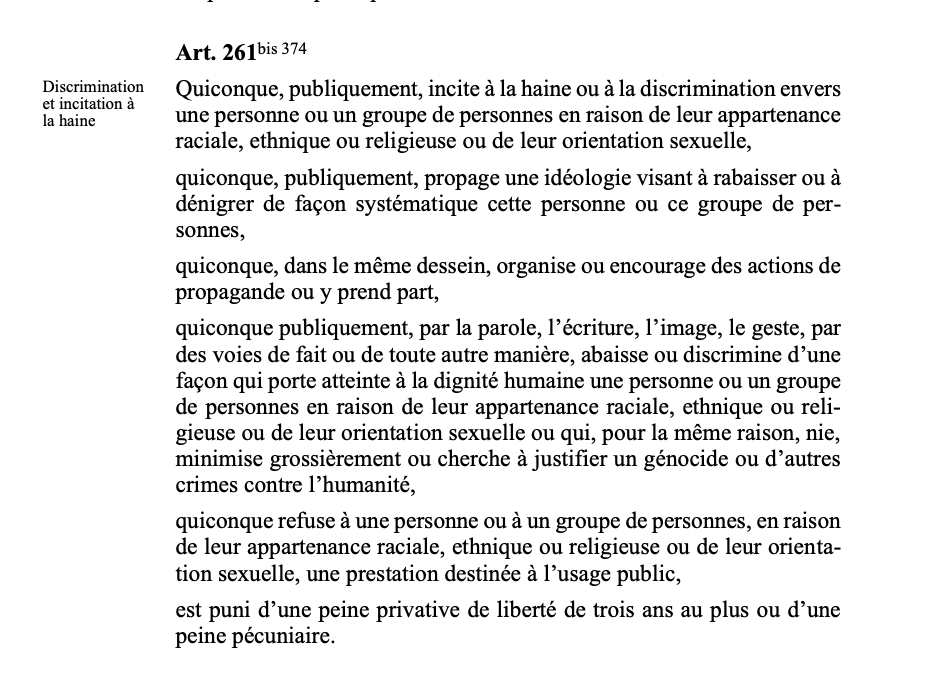 Art. 261bis 374
Discrimination
et incitation à
la haine
Quiconque, publiquement, incite à la haine ou à la discrimination envers
une personne ou un groupe de personnes en raison de leur appartenance
raciale, ethnique ou religieuse ou de leur orientation sexuelle,
quiconque, publiquement, propage une idéologie visant à rabaisser ou à
dénigrer de façon systématique cette personne ou ce groupe de per-
sonnes,
quiconque, dans le même dessein, organise ou encourage des actions de
propagande ou y prend part,
quiconque publiquement, par la parole, l’écriture, l’image, le geste, par
des voies de fait ou de toute autre manière, abaisse ou discrimine d’une
façon qui porte atteinte à la dignité humaine une personne ou un groupe
de personnes en raison de leur appartenance raciale, ethnique ou reli-
gieuse ou de leur orientation sexuelle ou qui, pour la même raison, nie,
minimise grossièrement ou cherche à justifier un génocide ou d’autres
crimes contre l’humanité,
quiconque refuse à une personne ou à un groupe de personnes, en raison
de leur appartenance raciale, ethnique ou religieuse ou de leur orienta-
tion sexuelle, une prestation destinée à l’usage public,
est puni d’une peine privative de liberté de trois ans au plus ou d’une
peine pécuniaire.